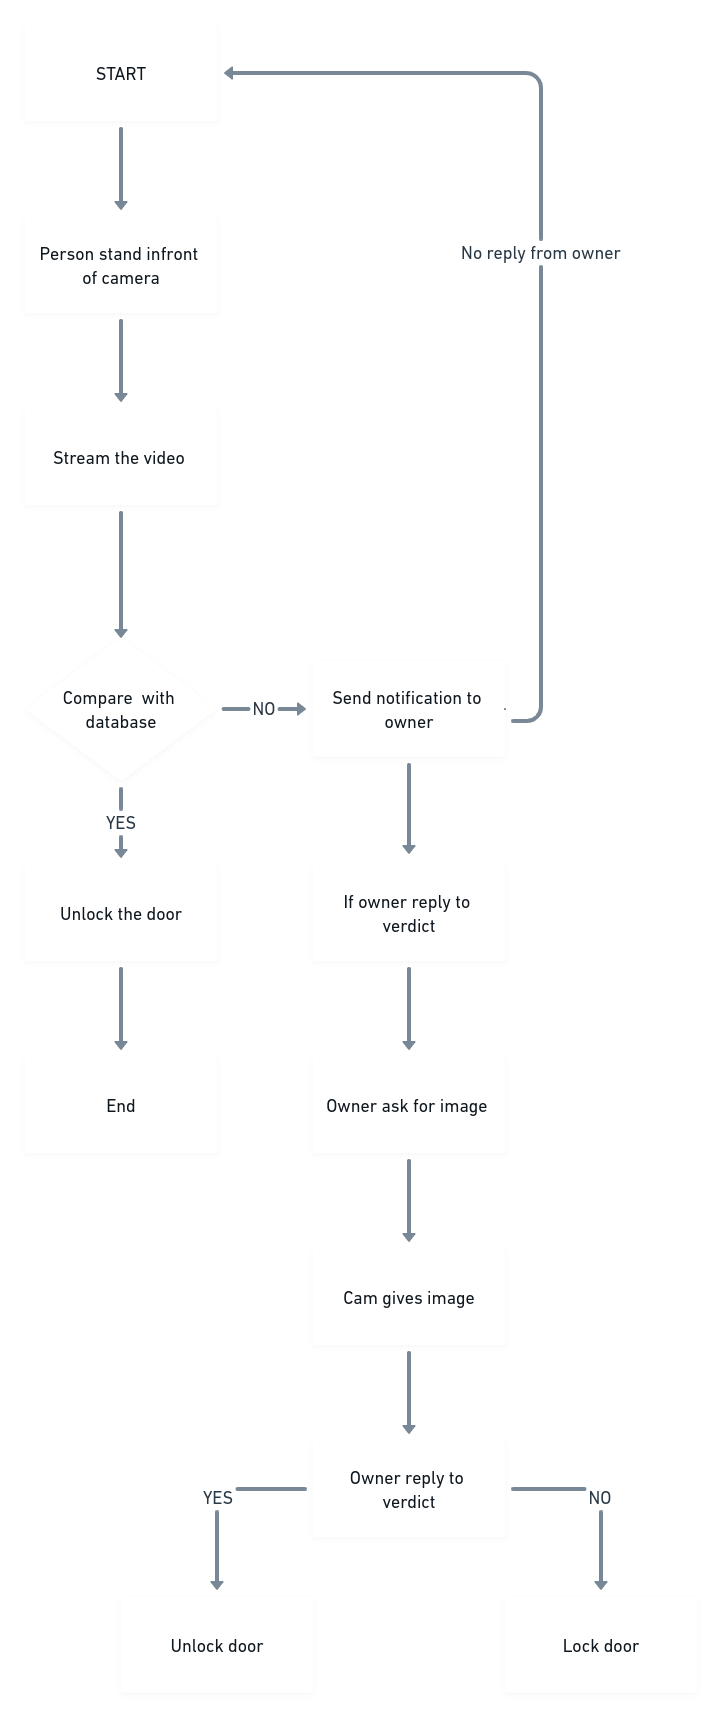 START
Person stand infront
of camera
No reply from owner
Stream the video
Compare  with
database
NO
Send notification to
owner
YES
Unlock the door
If owner reply to
verdict
End
Owner ask for image
Cam gives image
Owner reply to
verdict
YES
NO
Unlock door
Lock door